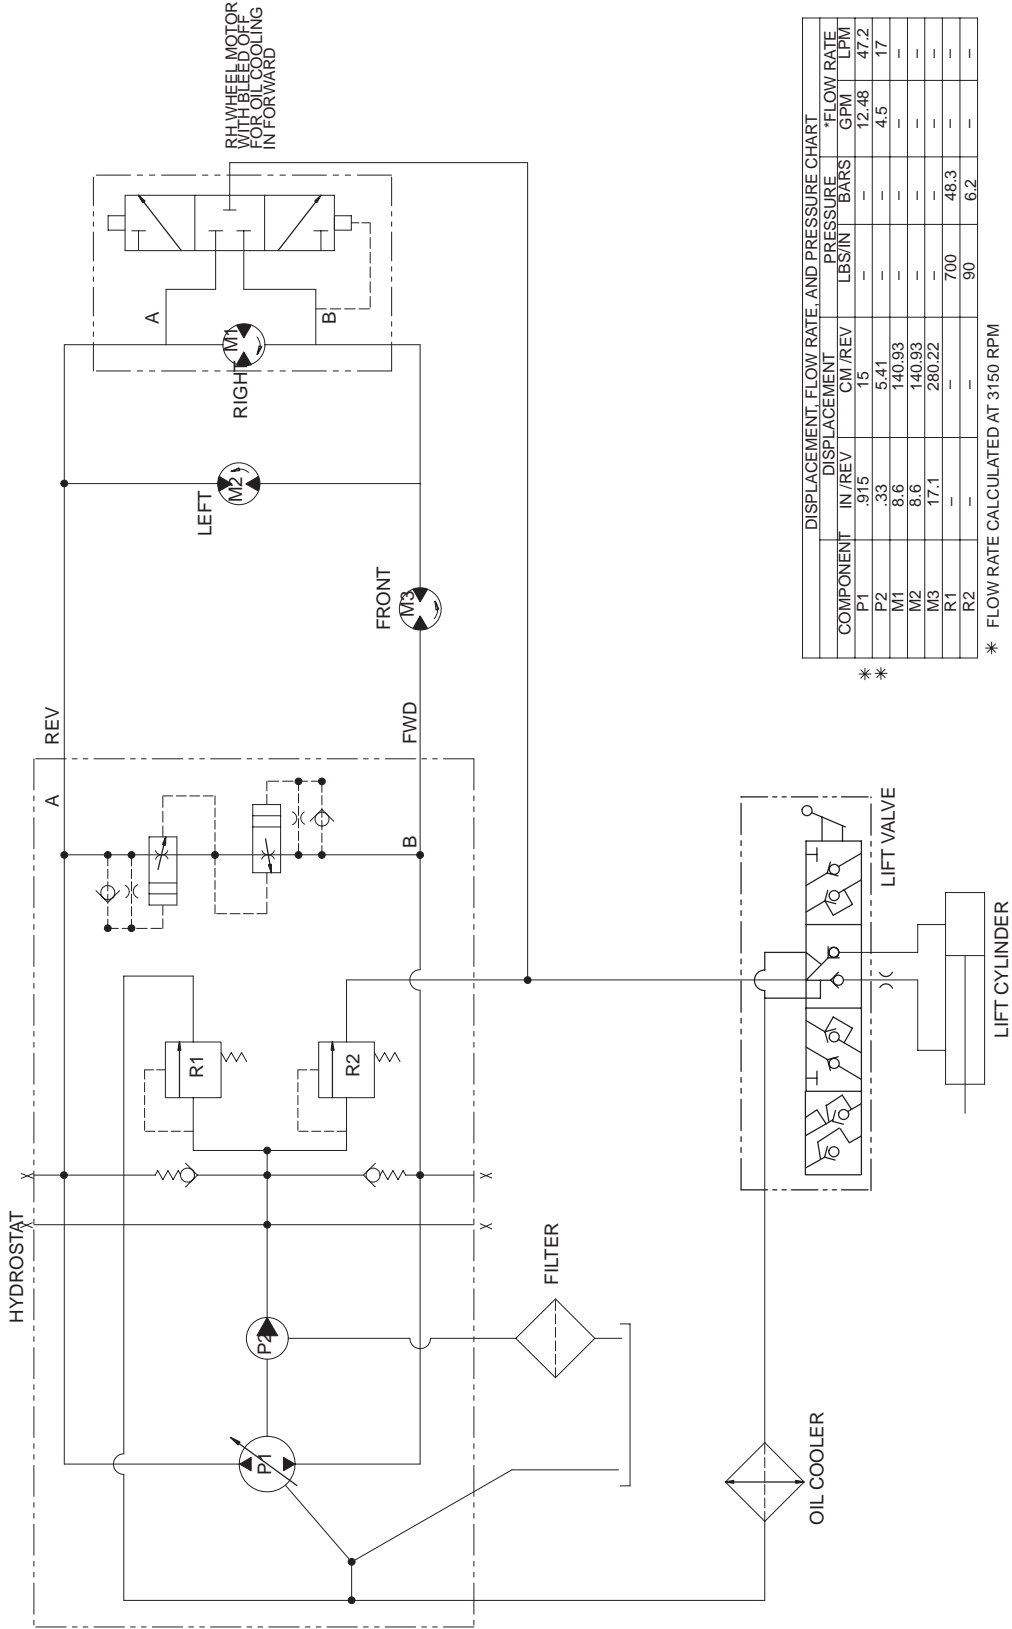 RH WHEEL MOTOR
WITH BLEED OFF
FOR OIL COOLING
IN FORWARD
A
B
M1
RIGHT
M2
LEFT
M3
FRONT
REV
FWD
A
B
R1
R2
HYDROSTAT
P2
P1
FILTER
OIL COOLER
LIFT VALVE
LIFT CYLINDER
DISPLACEMENT, FLOW RATE, AND PRESSURE CHART
DISPLACEMENT PRESSURE *FLOW RATE
COMPONENT IN /REV CM /REV LBS/IN BARS GPM LPM
* P1 .915 15 – – 12.48 47.2
* P2 .33 5.41 – – 4.5 17
M1 8.6 140.93 – – – –
M2 8.6 140.93 – – – –
M3 17.1 280.22 – – – –
R1 – – 700 48.3 – –
R2 – – 90 6.2 – –
* FLOW RATE CALCULATED AT 3150 RPM